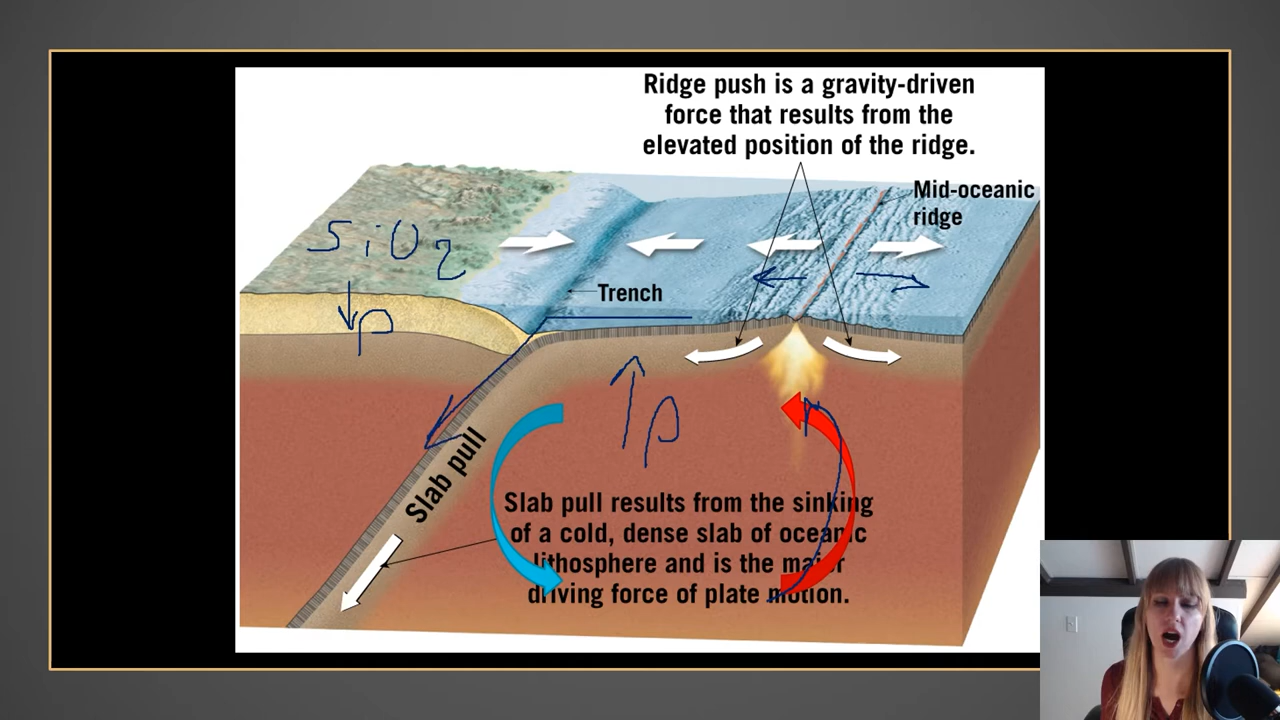 Ridge push is a gravity-driven
force that results from the
elevated position of the ridge.
Mid-oceanic
ridge
SiO2
Trench
ρ
ρ
Slab pull
Slab pull results from the sinking
of a cold, dense slab of oceanic
lithosphere and is the major
driving force of plate motion.